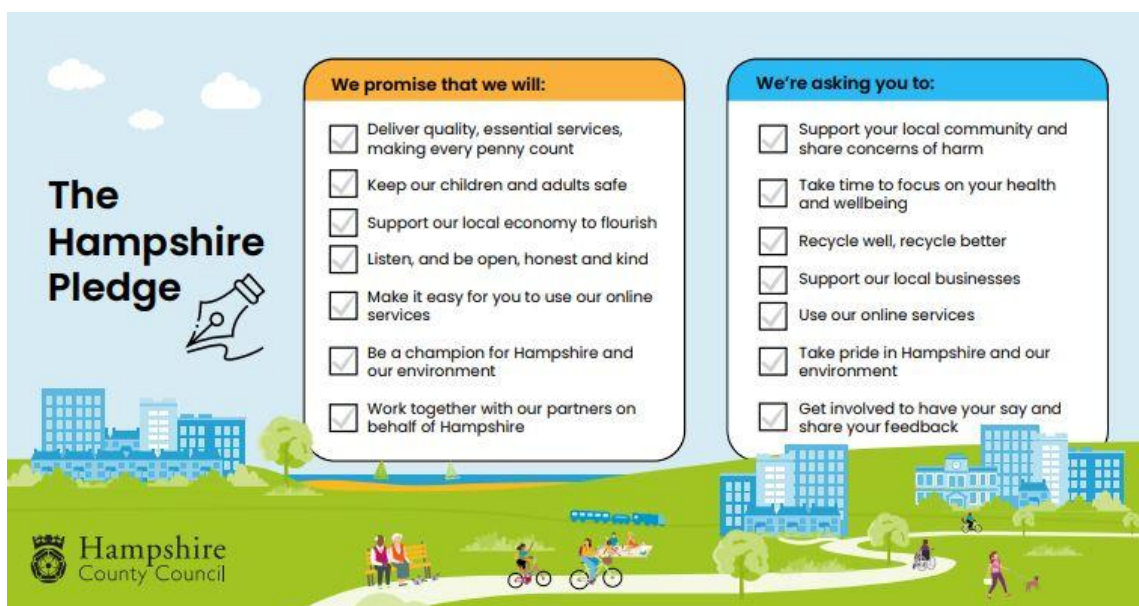 The
Hampshire
Pledge
We promise that we will:
Deliver quality, essential services,
making every penny count
Keep our children and adults safe
Support our local economy to flourish
Listen, and be open, honest and kind
Make it easy for you to use our online
services
Be a champion for Hampshire and
our environment
Work together with our partners on
behalf of Hampshire
We're asking you to:
Support your local community and
share concerns of harm
Take time to focus on your health
and wellbeing
Recycle well, recycle better
Support our local businesses
Use our online services
Take pride in Hampshire and our
environment
Get involved to have your say and
share your feedback
Hampshire
County Council